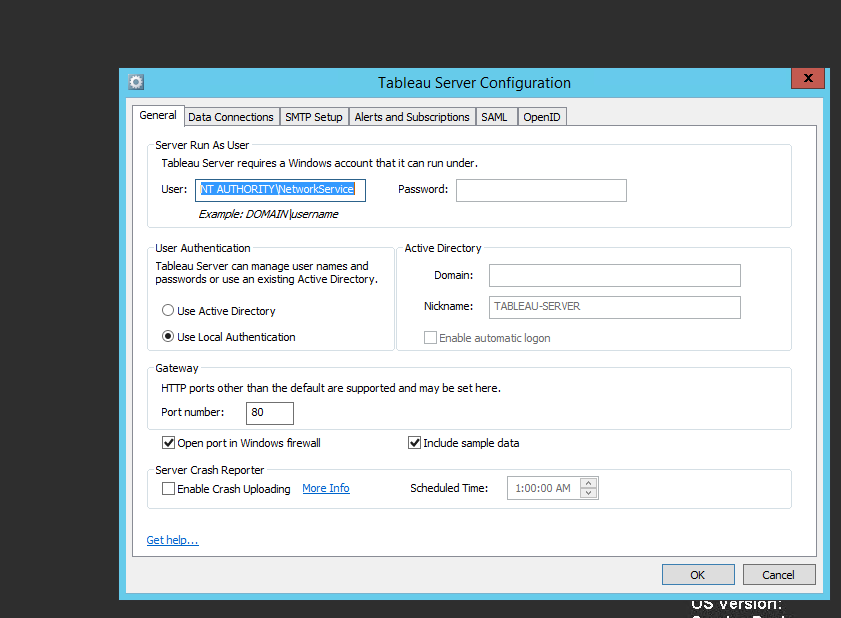 Tableau Server Configuration
x
General Data Connections SMTP Setup Alerts and Subscriptions SAML OpenID
Server Run As User
Tableau Server requires a Windows account that it can run under.
User: NT AUTHORITY\NetworkService Password:
Example: DOMAIN\username
User Authentication
Tableau Server can manage user names and
passwords or use an existing Active Directory.
Use Active Directory
Use Local Authentication
Active Directory
Domain:
Nickname: TABLEAU-SERVER
Enable automatic logon
Gateway
HTTP ports other than the default are supported and may be set here.
Port number: 80
Open port in Windows firewall Include sample data
Server Crash Reporter
Enable Crash Uploading More Info Scheduled Time: 1:00:00 AM
Get help...
OK Cancel
OS Version: